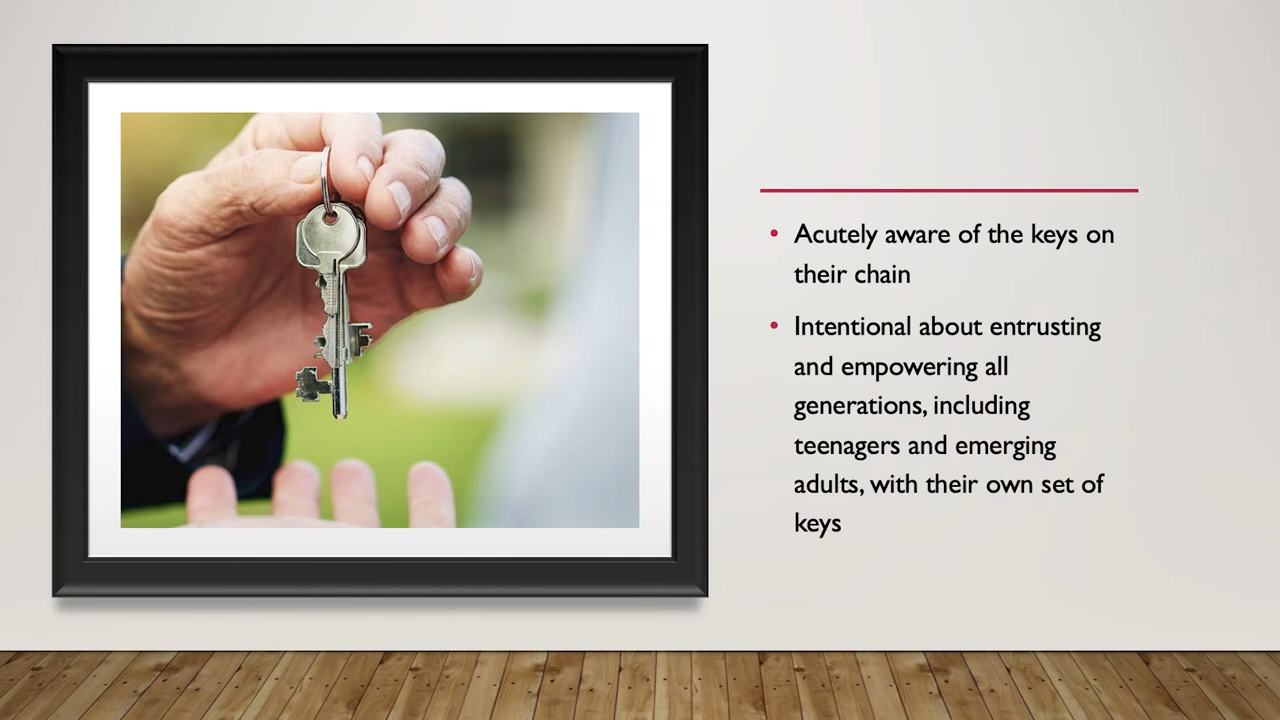 • Acutely aware of the keys on
their chain
• Intentional about entrusting
and empowering all
generations, including
teenagers and emerging
adults, with their own set of
keys